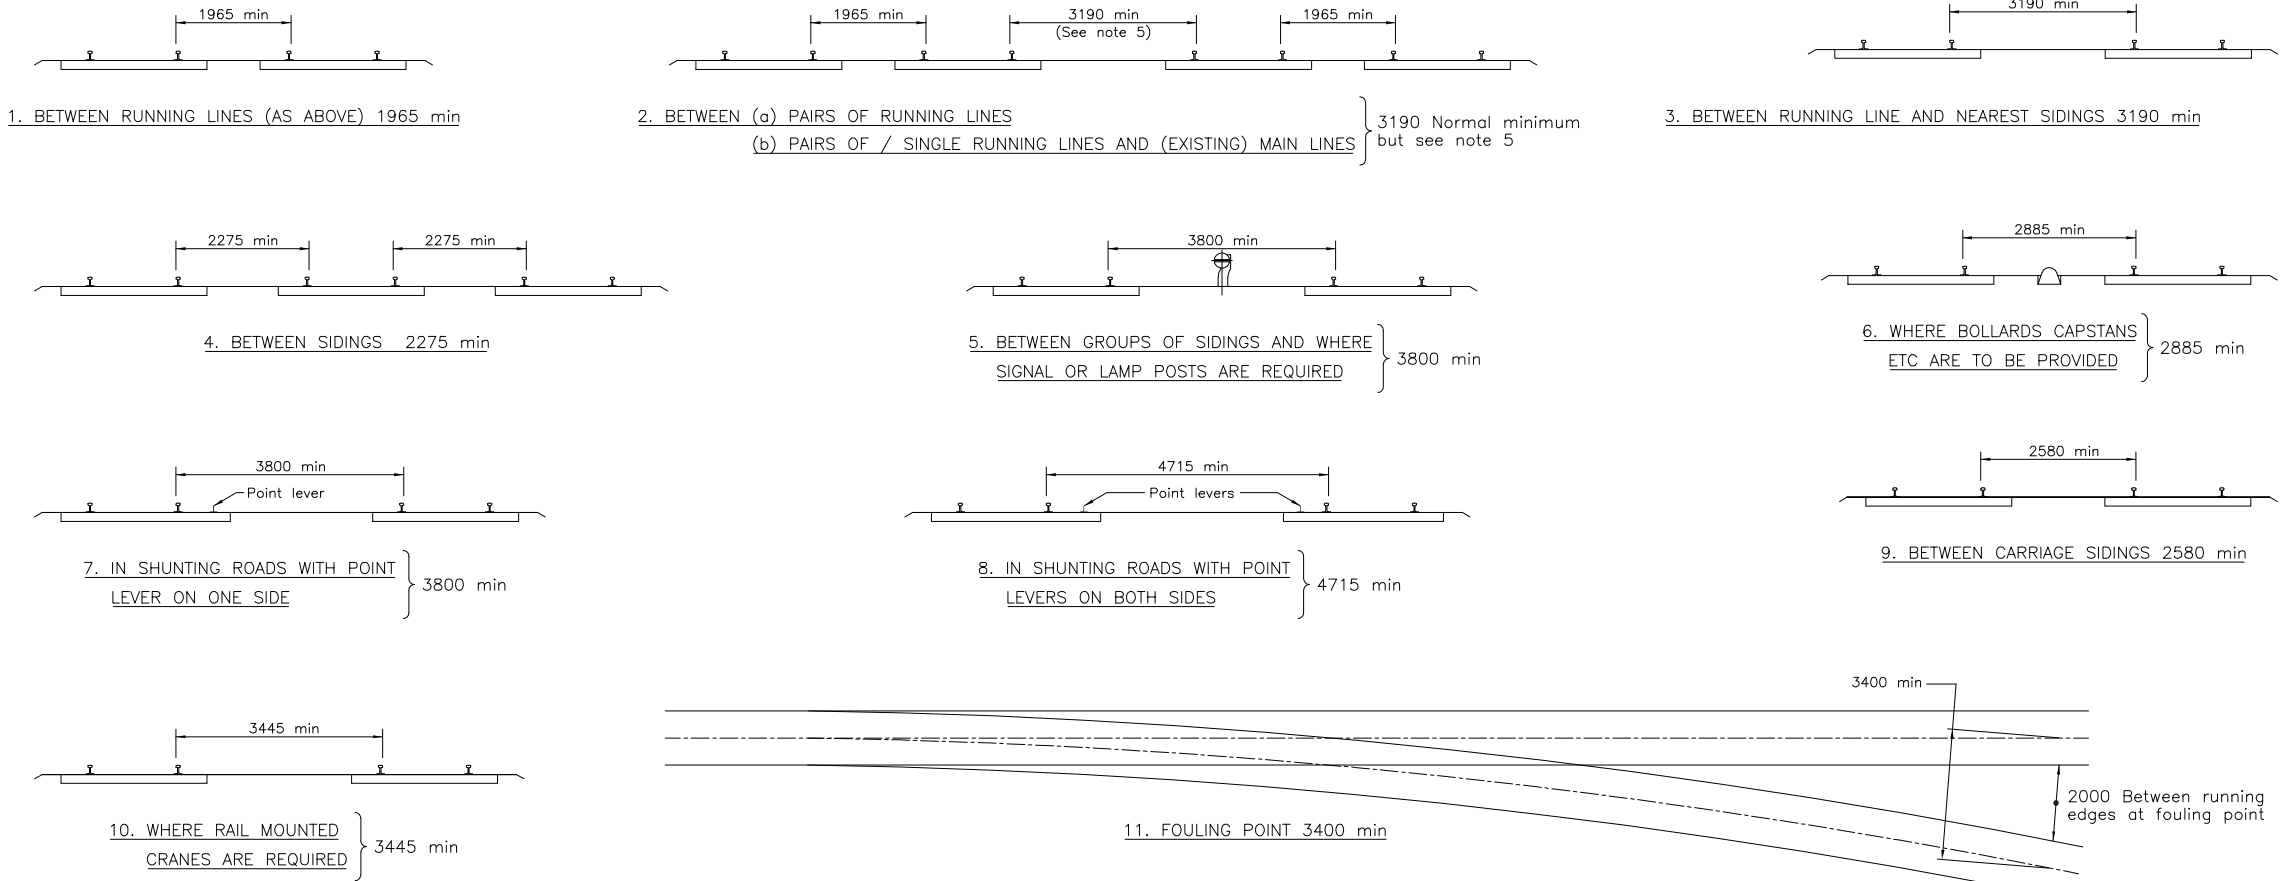 1965 min
1. BETWEEN RUNNING LINES (AS ABOVE) 1965 min
1965 min
3190 min
(See note 5)
1965 min
2. BETWEEN (a) PAIRS OF RUNNING LINES
(b) PAIRS OF / SINGLE RUNNING LINES AND (EXISTING) MAIN LINES
3190 Normal minimum
but see note 5
3190 min
3. BETWEEN RUNNING LINE AND NEAREST SIDINGS 3190 min
2275 min
2275 min
4. BETWEEN SIDINGS 2275 min
3800 min
5. BETWEEN GROUPS OF SIDINGS AND WHERE
SIGNAL OR LAMP POSTS ARE REQUIRED
3800 min
2885 min
6. WHERE BOLLARDS CAPSTANS
ETC ARE TO BE PROVIDED
2885 min
3800 min
Point lever
7. IN SHUNTING ROADS WITH POINT
LEVER ON ONE SIDE
3800 min
4715 min
Point levers
8. IN SHUNTING ROADS WITH POINT
LEVERS ON BOTH SIDES
4715 min
2580 min
9. BETWEEN CARRIAGE SIDINGS 2580 min
3445 min
10. WHERE RAIL MOUNTED
CRANES ARE REQUIRED
3445 min
3400 min
2000 Between running
edges at fouling point
11. FOULING POINT 3400 min